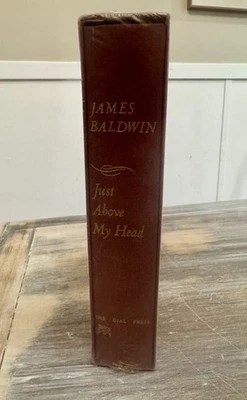 JAMES
BALDWIN
Just
Above
My Head
THE DIAL PRESS